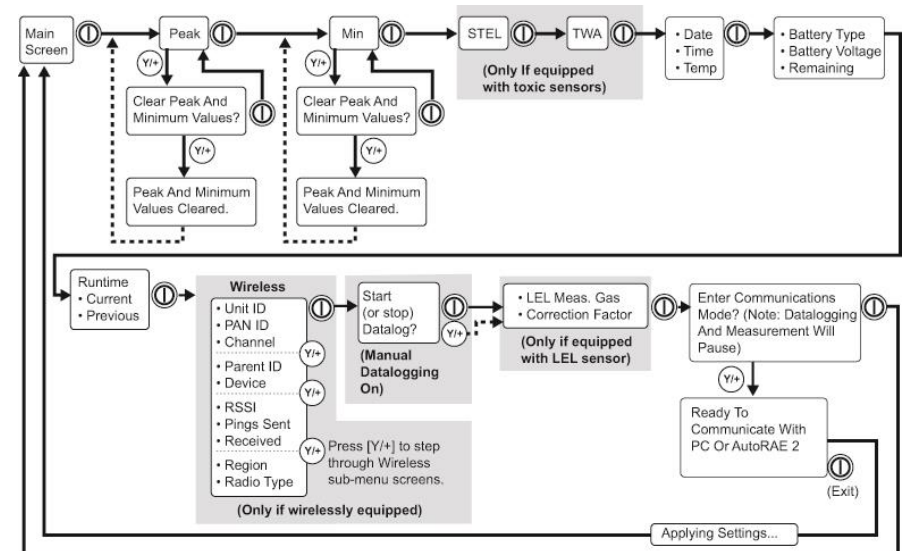 Main
Screen
Peak
Min
STEL
TWA
• Date
• Time
• Temp
• Battery Type
• Battery Voltage
• Remaining
(Only If equipped
with toxic sensors)
Y/+
Y/+
Clear Peak And
Minimum Values?
Clear Peak And
Minimum Values?
Y/+
Y/+
Peak And Minimum
Values Cleared.
Peak And Minimum
Values Cleared.
Runtime
• Current
• Previous
Wireless
• Unit ID
• PAN ID
• Channel
Y/+
• Parent ID
• Device
Y/+
• RSSI
• Pings Sent
• Received
Y/+
• Region
• Radio Type
Press [Y/+] to step
through Wireless
sub-menu screens.
(Only if wirelessly equipped)
Start
(or stop)
Datalog?
Y/+
(Manual
Datalogging
On)
• LEL Meas. Gas
• Correction Factor
(Only if equipped
with LEL sensor)
Enter Communications
Mode? (Note: Datalogging
And Measurement Will
Pause)
Y/+
Ready To
Communicate With
PC Or AutoRAE 2
(Exit)
Applying Settings...